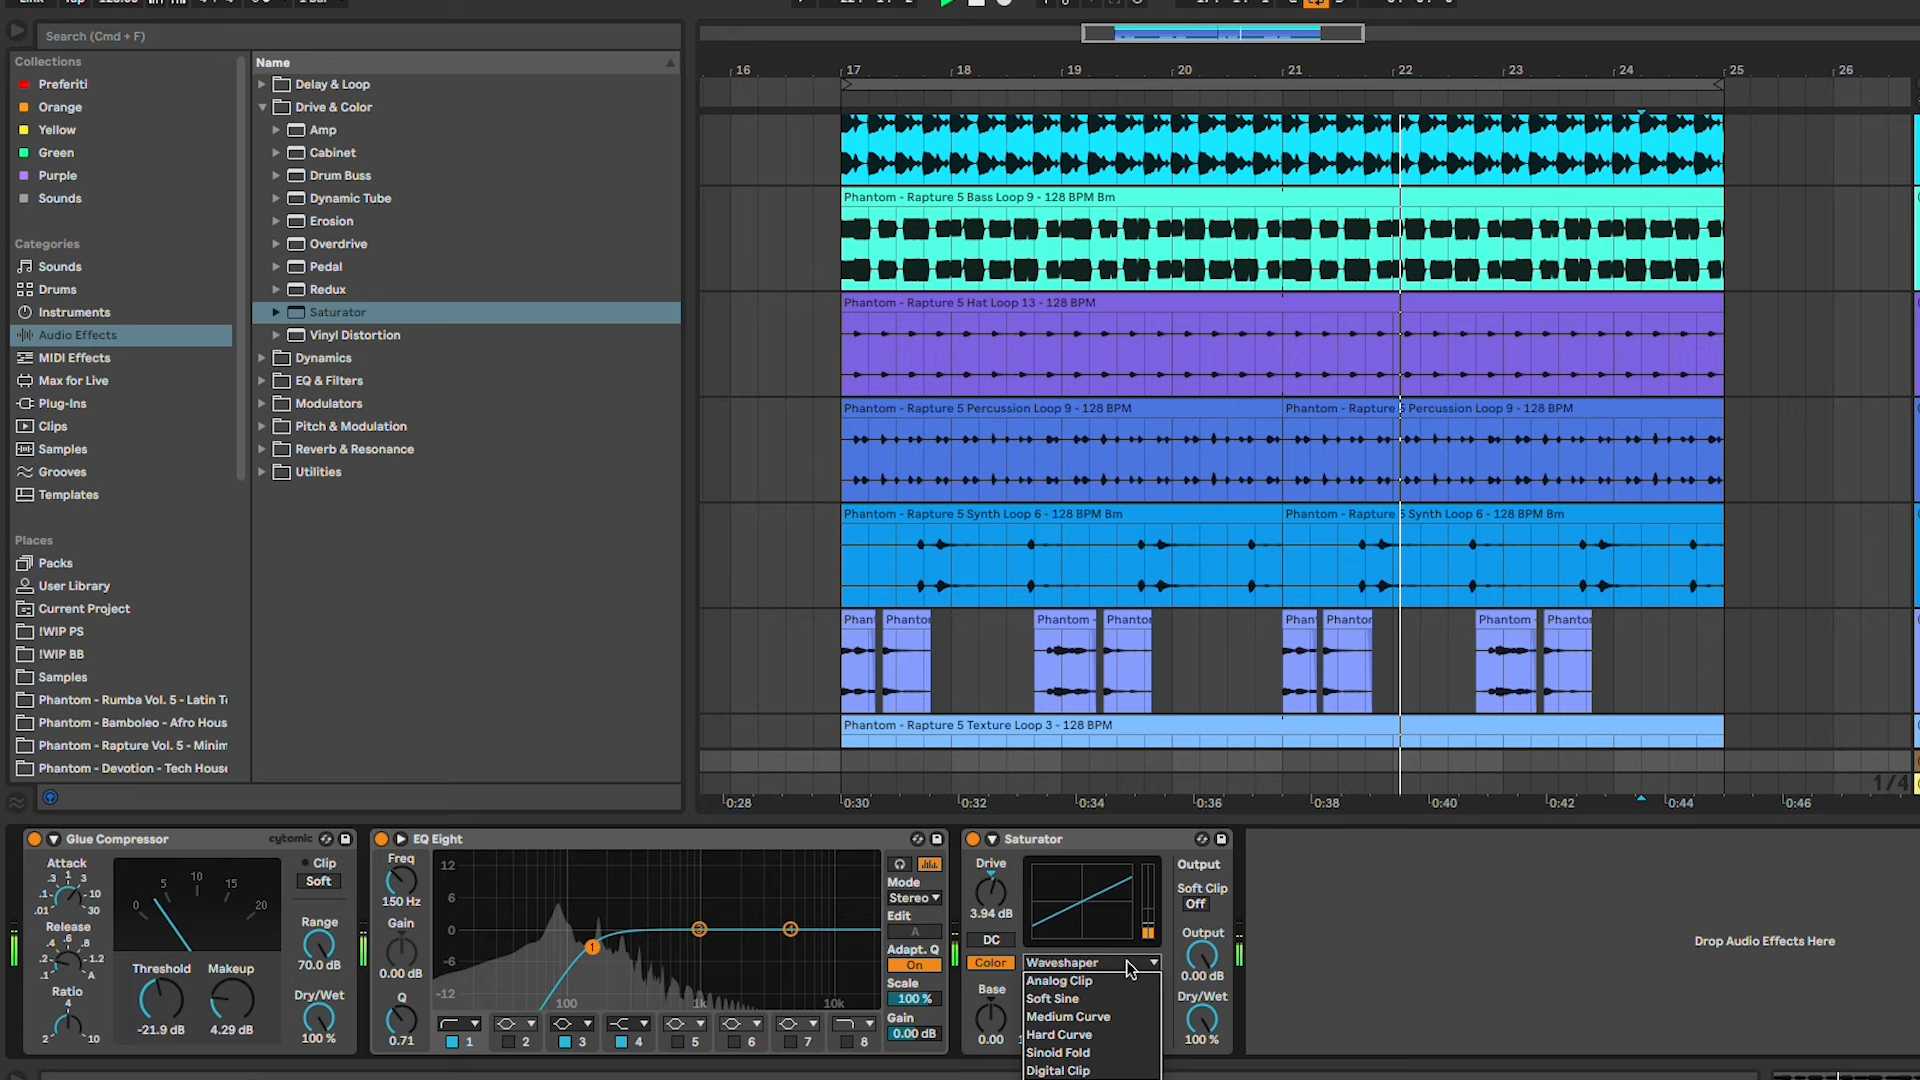 Link
Tap
1 Bar
Search (Cmd + F)
Collections
Preferiti
Orange
Yellow
Green
Purple
Sounds
Categories
Sounds
Drums
Instruments
Audio Effects
MIDI Effects
Max for Live
Plug-Ins
Clips
Samples
Grooves
Templates
Places
Packs
User Library
Current Project
!WIP PS
!WIP BB
Samples
Phantom - Rumba Vol. 5 - Latin T
Phantom - Bamboleo - Afro Hous
Phantom - Rapture Vol. 5 - Minim
Phantom - Devotion - Tech House
Name
Delay & Loop
Drive & Color
Amp
Cabinet
Drum Buss
Dynamic Tube
Erosion
Overdrive
Pedal
Redux
Saturator
Vinyl Distortion
Dynamics
EQ & Filters
Modulators
Pitch & Modulation
Reverb & Resonance
Utilities
16 17 18 19 20 21 22 23 24 25 26
Phantom - Rapture 5 Bass Loop 9 - 128 BPM Bm
Phantom - Rapture 5 Hat Loop 13 - 128 BPM
Phantom - Rapture 5 Percussion Loop 9 - 128 BPM Phantom - Rapture 5 Percussion Loop 9 - 128 BPM
Phantom - Rapture 5 Synth Loop 6 - 128 BPM Bm Phantom - Rapture 5 Synth Loop 6 - 128 BPM Bm
Phant Phantor Phantom - Phantor Phan Phantor Phantom Phantor
Phantom - Rapture 5 Texture Loop 3 - 128 BPM
1/4
0:28 0:30 0:32 0:34 0:36 0:38 0:40 0:42 0:44 0:46
Glue Compressor cytomic
Attack
.3 1 3
.1 10
.01 30
Release
.4 .6 .8
.2 1.2
.1 A
Ratio
4
2 10
0 5 10 15 20
Threshold
-21.9 dB
Makeup
4.29 dB
Clip
Soft
Range
70.0 dB
Dry/Wet
100 %
EQ Eight
Freq
150 Hz
Gain
0.00 dB
Q
0.71
12
6
0
-6
-12
100 1k 10k
1 3 4
1 2 3 4 5 6 7 8
Mode
Stereo
Edit
A
Adapt. Q
On
Scale
100 %
Gain
0.00 dB
Saturator
Drive
3.94 dB
DC
Color
Base
0.00
Waveshaper
Analog Clip
Soft Sine
Medium Curve
Hard Curve
Sinoid Fold
Digital Clip
Output
Soft Clip
Off
Output
0.00 dB
Dry/Wet
100 %
Drop Audio Effects Here